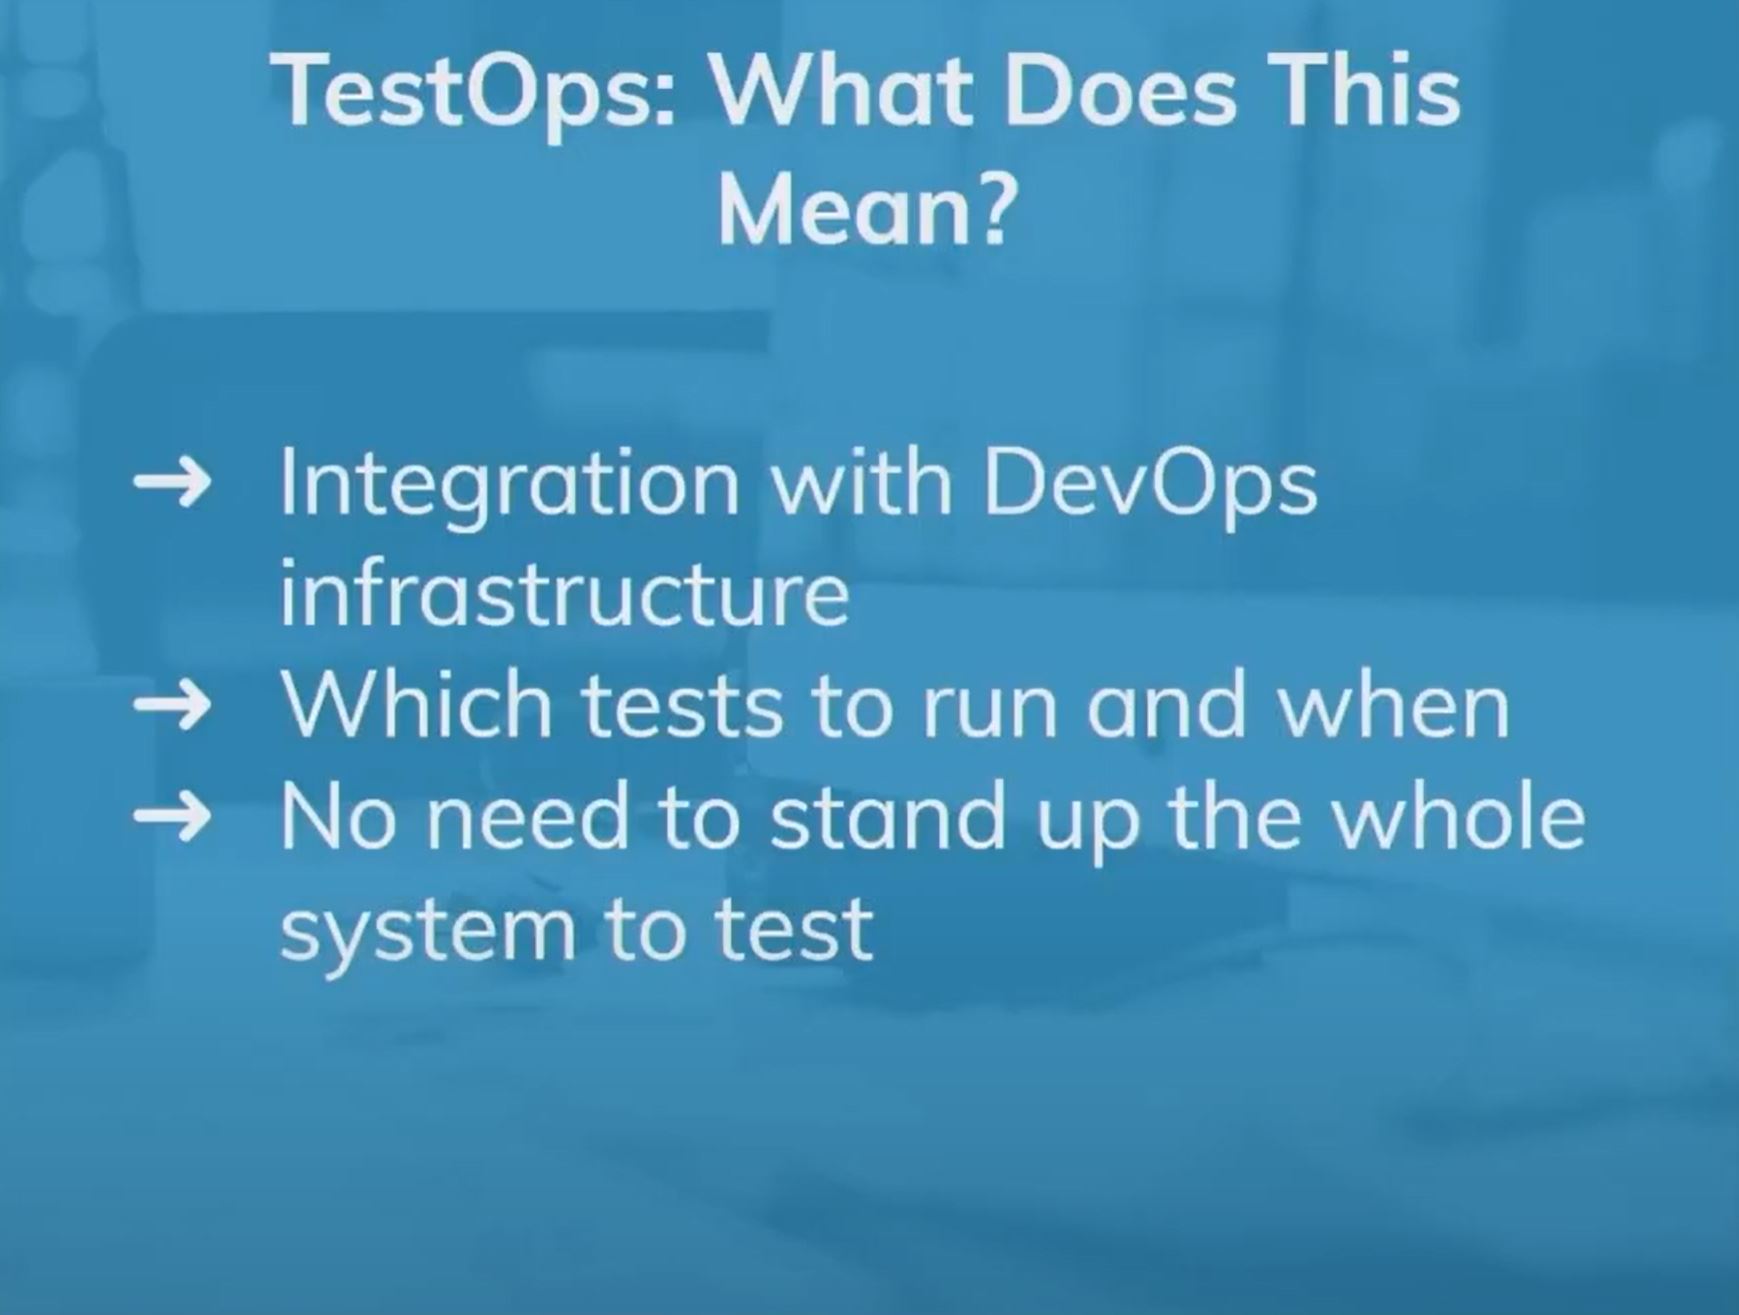 TestOps: What Does This
Mean?
→ Integration with DevOps
infrastructure
→ Which tests to run and when
→ No need to stand up the whole
system to test